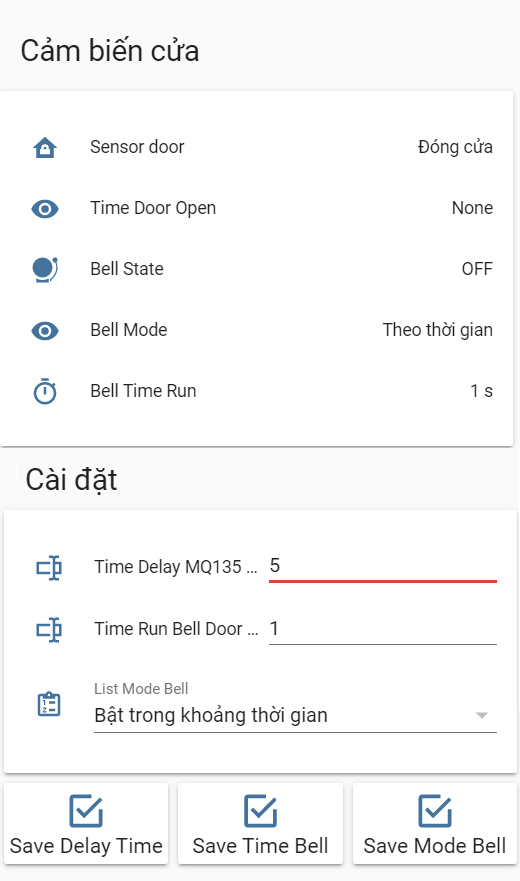 Cảm biến cửa
Sensor door Đóng cửa
Time Door Open None
Bell State OFF
Bell Mode Theo thời gian
Bell Time Run 1 s
Cài đặt
Time Delay MQ135 ... 5
Time Run Bell Door ... 1
List Mode Bell
Bật trong khoảng thời gian
Save Delay Time Save Time Bell Save Mode Bell